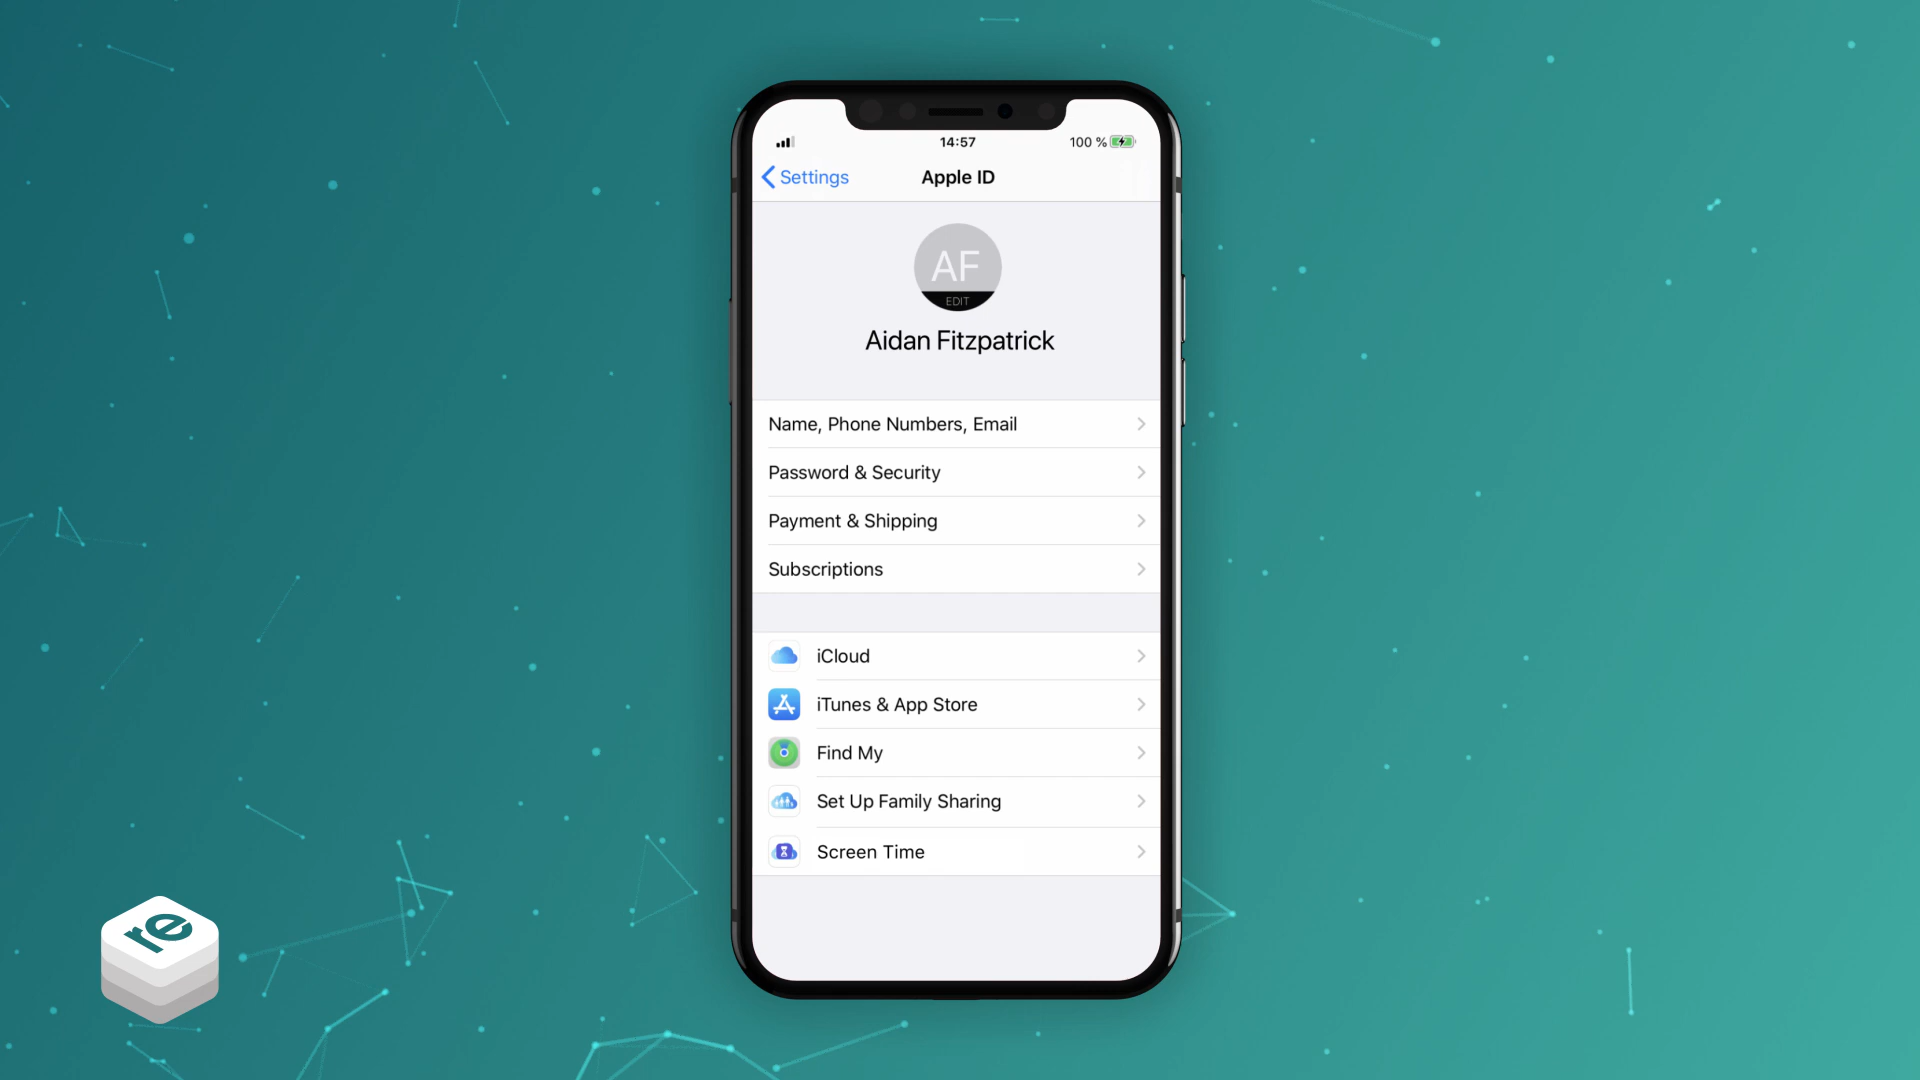 14:57
100 %
Settings
Apple ID
AF
EDIT
Aidan Fitzpatrick
Name, Phone Numbers, Email
Password & Security
Payment & Shipping
Subscriptions
iCloud
iTunes & App Store
Find My
Set Up Family Sharing
Screen Time
re